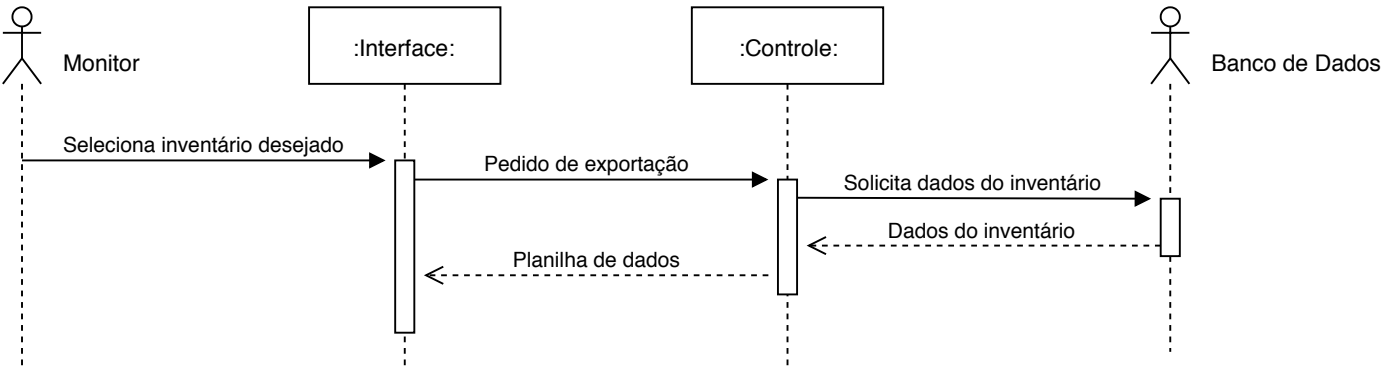 Monitor
:Interface:
:Controle:
Banco de Dados
Seleciona inventário desejado
Pedido de exportação
Solicita dados do inventário
Dados do inventário
Planilha de dados